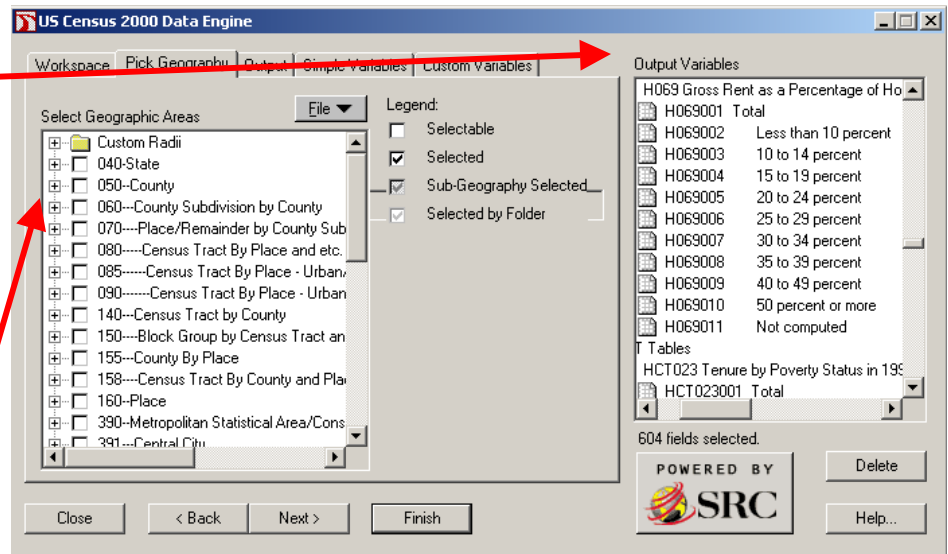 US Census 2000 Data Engine
Workspace Pick Geography Output Simple Variables Custom Variables
Select Geographic Areas
File
Custom Radii
040-State
050--County
060---County Subdivision by County
070----Place/Remainder by County Sub
080-----Census Tract By Place and etc.
085------Census Tract By Place - Urban/
090------Census Tract By Place - Urban
140---Census Tract by County
150---Block Group by Census Tract an
155---County By Place
158----Census Tract By County and Pla
160--Place
390--Metropolitan Statistical Area/Cons
391---Central City
Legend:
Selectable
Selected
Sub-Geography Selected
Selected by Folder
Output Variables
H069 Gross Rent as a Percentage of Ho
H069001 Total
H069002 Less than 10 percent
H069003 10 to 14 percent
H069004 15 to 19 percent
H069005 20 to 24 percent
H069006 25 to 29 percent
H069007 30 to 34 percent
H069008 35 to 39 percent
H069009 40 to 49 percent
H069010 50 percent or more
H069011 Not computed
T Tables
HCT023 Tenure by Poverty Status in 199
HCT023001 Total
604 fields selected.
POWERED BY
SRC
Delete
Help...
Close
< Back
Next >
Finish